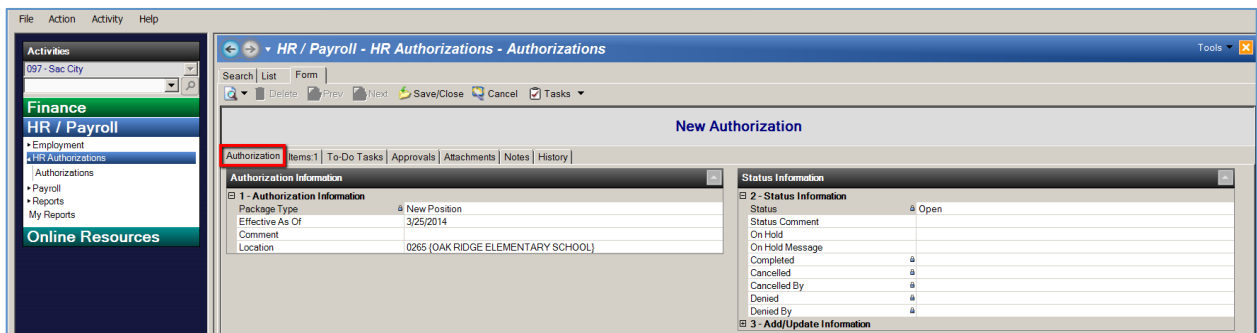 File Action Activity Help
Activities
097 - Sac City
Finance
HR / Payroll
Employment
HR Authorizations
Authorizations
Payroll
Reports
My Reports
Online Resources
HR / Payroll - HR Authorizations - Authorizations
Tools
Search List Form
Delete Prev Next Save/Close Cancel Tasks
New Authorization
Authorization Items:1 To-Do Tasks Approvals Attachments Notes History
Authorization Information
1 - Authorization Information
Package Type New Position
Effective As Of 3/25/2014
Comment
Location 0265 {OAK RIDGE ELEMENTARY SCHOOL}
Status Information
2 - Status Information
Status Open
Status Comment
On Hold
On Hold Message
Completed
Cancelled
Cancelled By
Denied
Denied By
3 - Add/Update Information